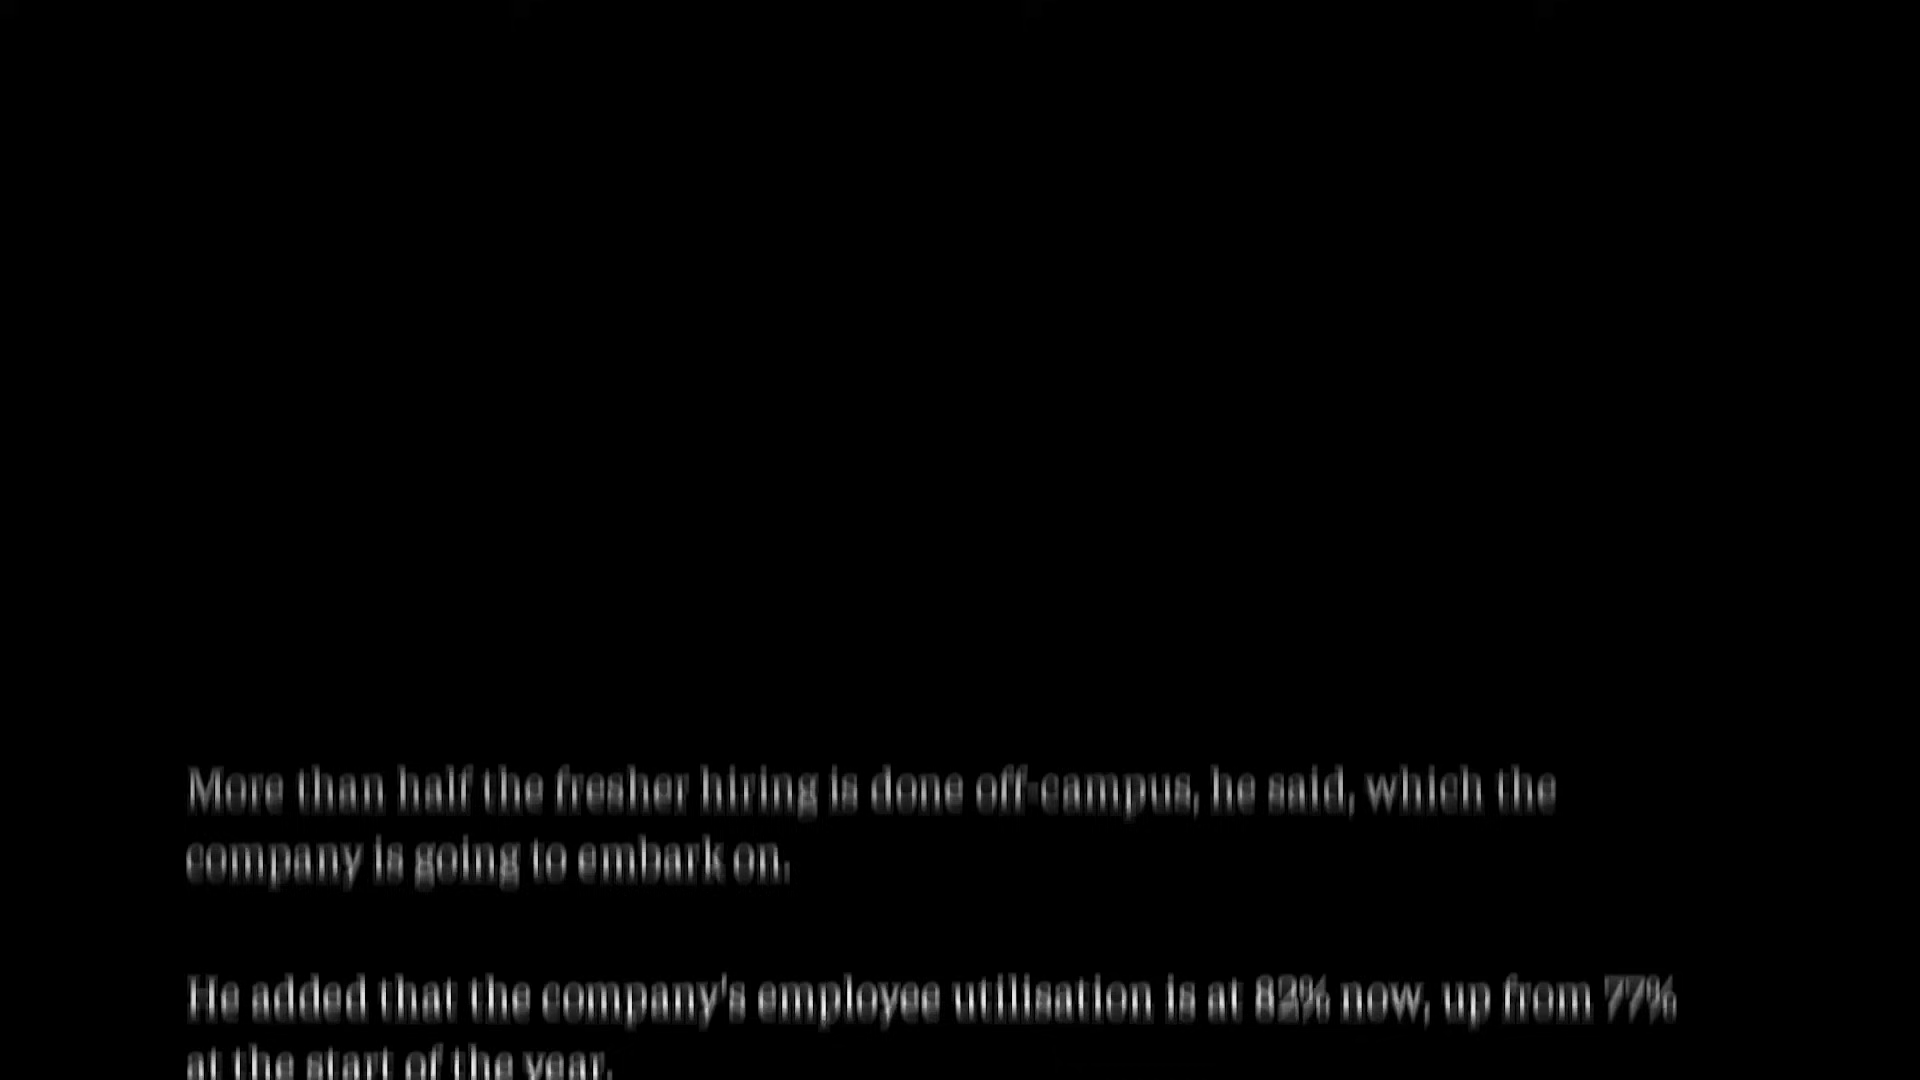 More than half the fresher hiring is done off-campus, he said, which the
company is going to embark on.
He added that the company's employee utilisation is at 82% now, up from 77%
at the start of the year.